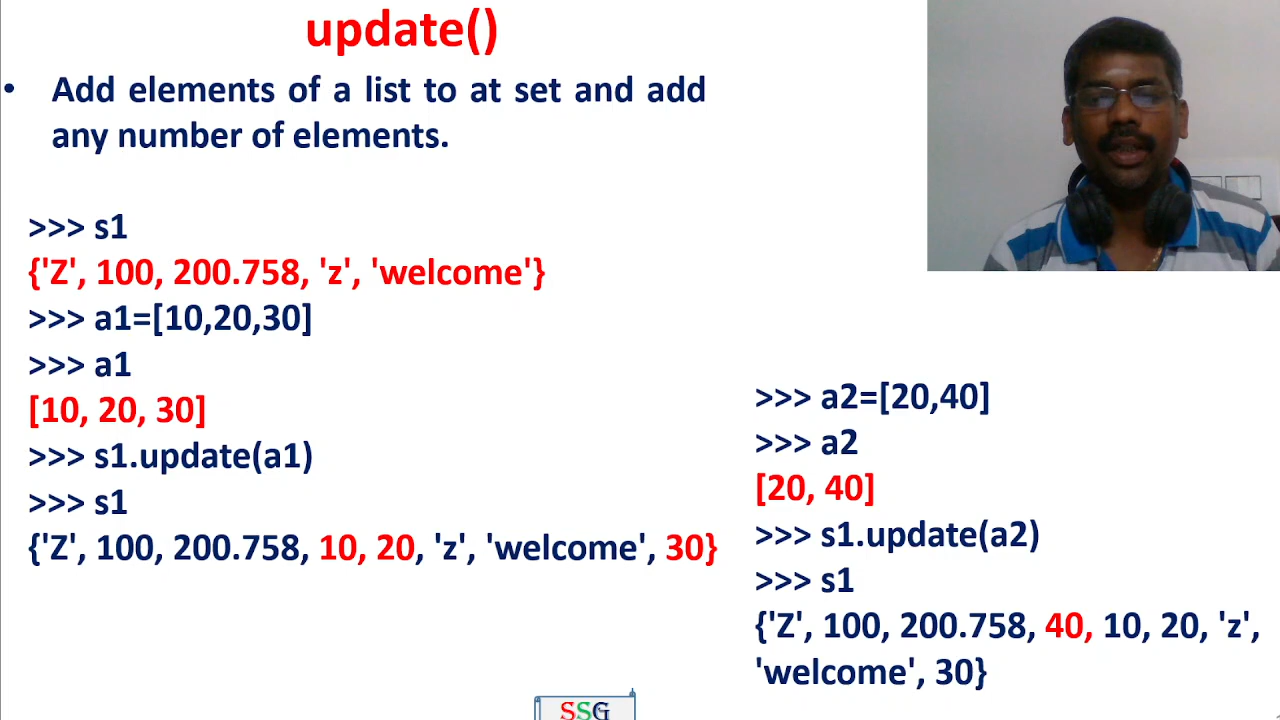 update()
• Add elements of a list to at set and add
any number of elements.
>>> s1
{'Z', 100, 200.758, 'z', 'welcome'}
>>> a1=[10,20,30]
>>> a1
[10, 20, 30]
>>> s1.update(a1)
>>> s1
{'Z', 100, 200.758, 10, 20, 'z', 'welcome', 30}
>>> a2=[20,40]
>>> a2
[20, 40]
>>> s1.update(a2)
>>> s1
{'Z', 100, 200.758, 40, 10, 20, 'z',
'welcome', 30}
SSG